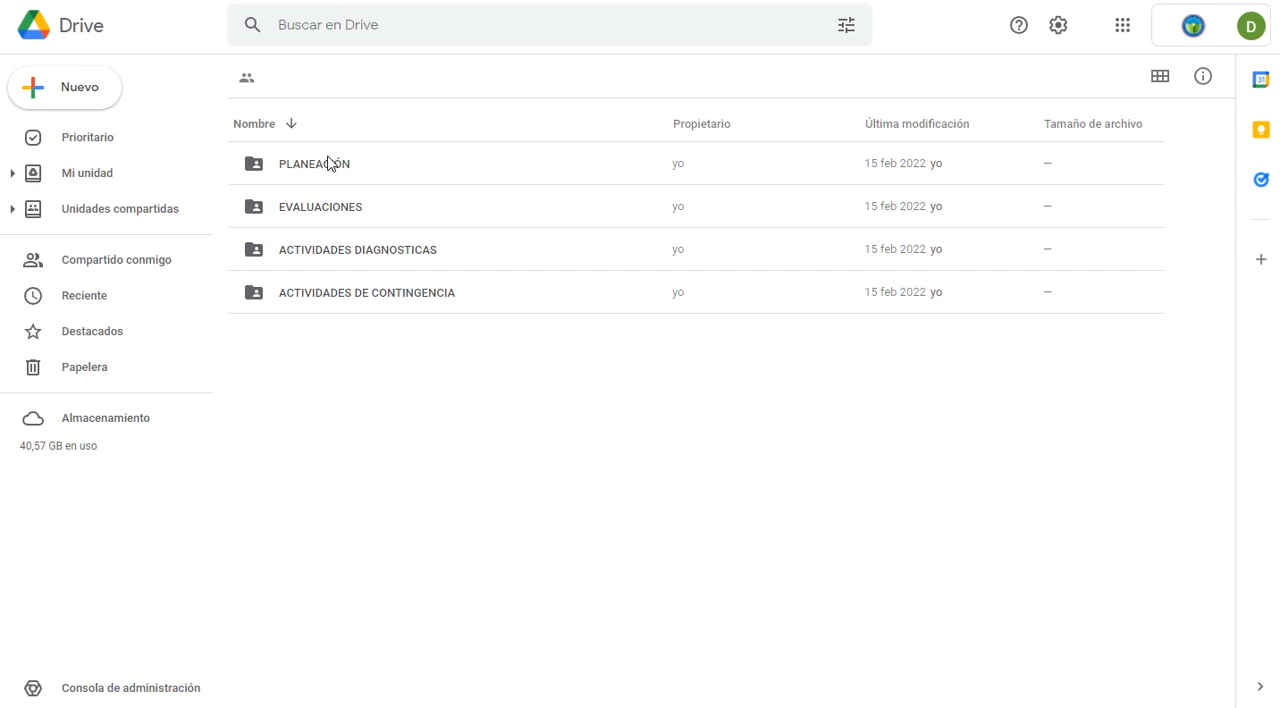 Drive
Buscar en Drive
D
Nuevo
Prioritario
Mi unidad
Unidades compartidas
Compartido conmigo
Reciente
Destacados
Papelera
Almacenamiento
40,57 GB en uso
Consola de administración
Nombre Propietario Última modificación Tamaño de archivo
PLANEACIÓN yo 15 feb 2022 yo —
EVALUACIONES yo 15 feb 2022 yo —
ACTIVIDADES DIAGNOSTICAS yo 15 feb 2022 yo —
ACTIVIDADES DE CONTINGENCIA yo 15 feb 2022 yo —
31